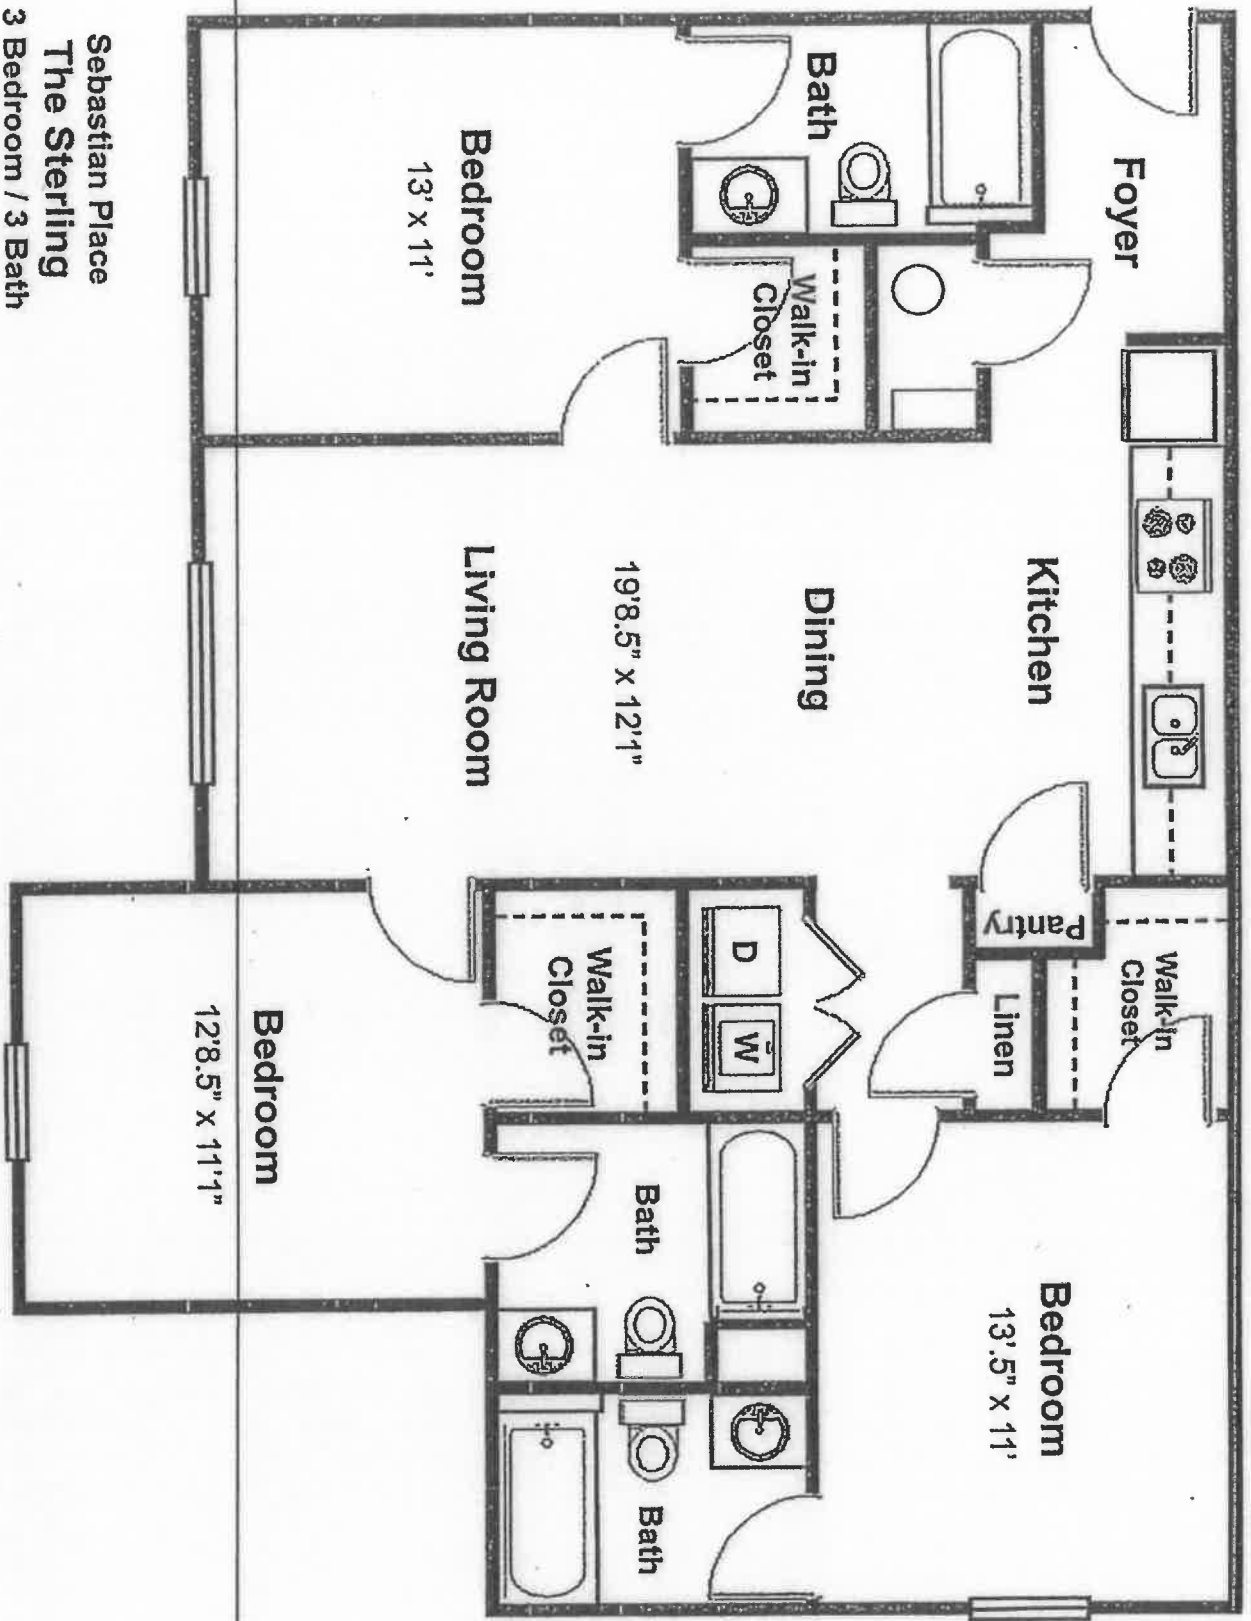 Foyer
Bath
Walk-in
Closet
Bedroom
13' x 11'
Kitchen
Dining
19'8.5" x 12'1"
Living Room
Pantry
Walk-in
Closet
Linen
D
W
Walk-in
Closet
Bedroom
12'8.5" x 11'1"
Bedroom
13'.5" x 11'
Bath
Bath
Sebastian Place
The Sterling
3 Bedroom / 3 Bath